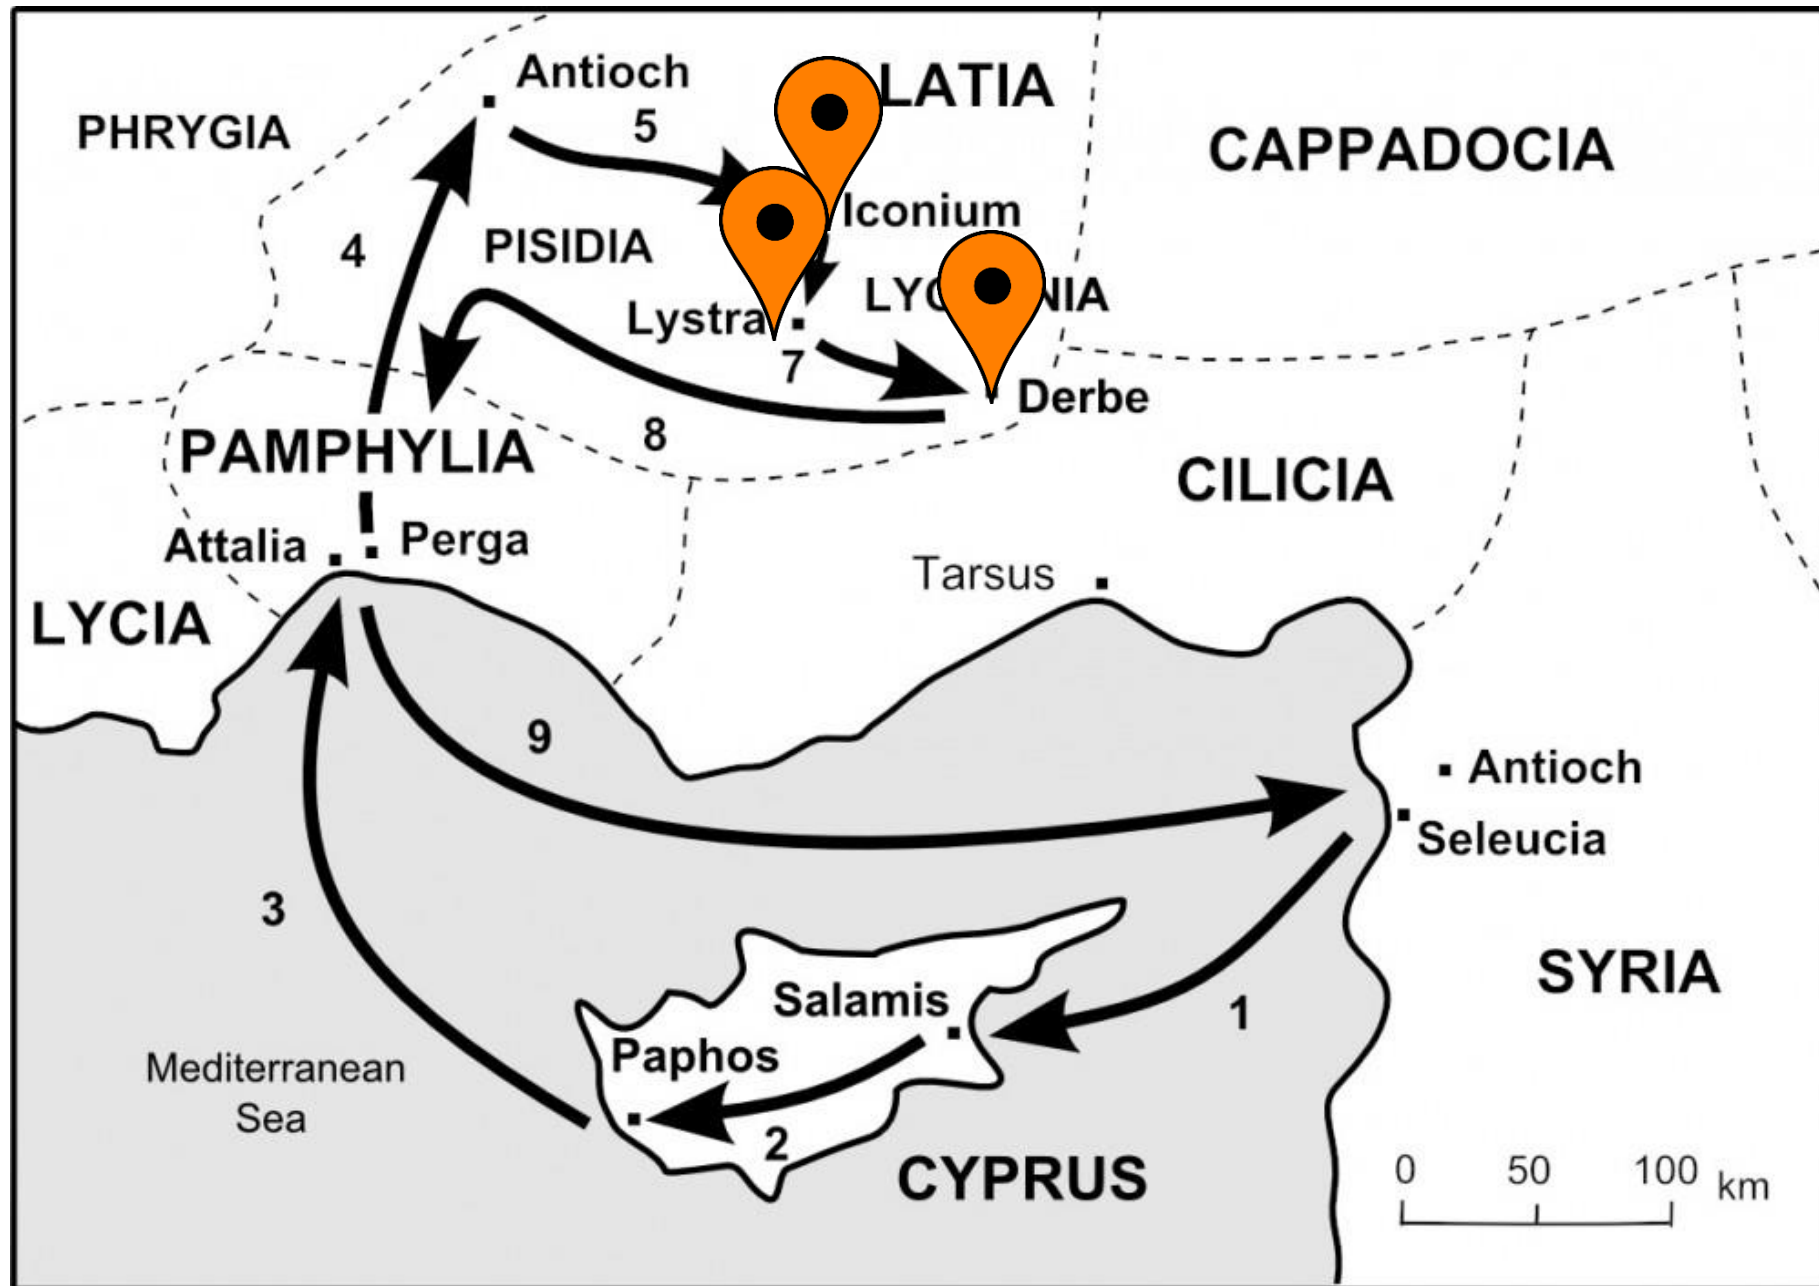 Antioch
LATIA
5
PHRYGIA
CAPPADOCIA
Iconium
4
PISIDIA
Lystra
7
Derbe
8
PAMPHYLIA
CILICIA
Attalia
Perga
Tarsus
LYCIA
9
Antioch
Seleucia
3
SYRIA
Salamis
1
Paphos
Mediterranean
Sea
2
CYPRUS
0 50 100 km